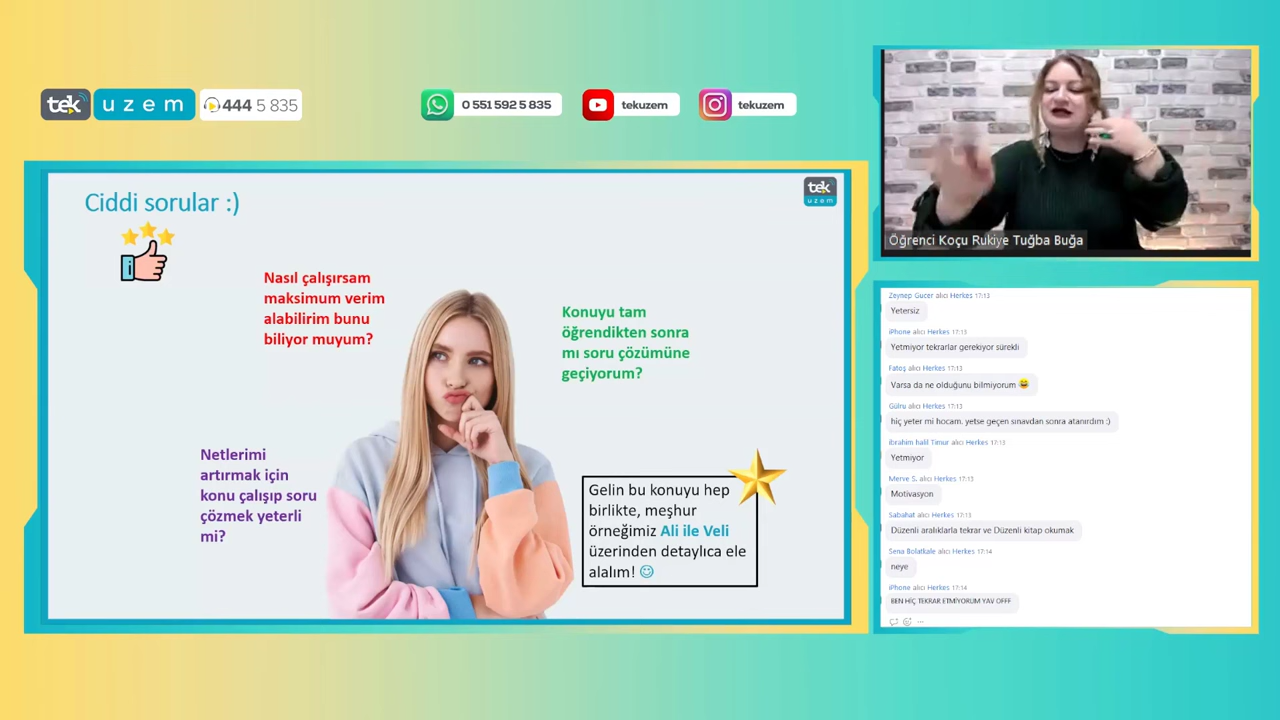 tek uzem 444 5 835
0 551 592 5 835
tekuzem
tekuzem
Ciddi sorular :)
tek
uzem
Nasıl çalışırsam
maksimum verim
alabilirim bunu
biliyor muyum?
Konuyu tam
öğrendikten sonra
mı soru çözümüne
geçiyorum?
Netlerimi
artırmak için
konu çalışıp soru
çözmek yeterli
mi?
Gelin bu konuyu hep
birlikte, meşhur
örneğimiz Ali ile Veli
üzerinden detaylıca ele
alalım! ☺
Öğrenci Koçu Rukiye Tuğba Buğa
Zeynep Gucer alıcı Herkes 17:13
Yetersiz
iPhone alıcı Herkes 17:13
Yetmiyor tekrarlar gerekiyor sürekli
Fatoş alıcı Herkes 17:13
Varsa da ne olduğunu bilmiyorum 😄
Gülru alıcı Herkes 17:13
hiç yeter mi hocam. yetse geçen sınavdan sonra atanırdım :)
ibrahim halil Timur alıcı Herkes 17:13
Yetmiyor
Merve S. alıcı Herkes 17:13
Motivasyon
Sabahat alıcı Herkes 17:13
Düzenli aralıklarla tekrar ve Düzenli kitap okumak
Sena Bolatkale alıcı Herkes 17:14
neye
iPhone alıcı Herkes 17:14
BEN HİÇ TEKRAR ETMİYORUM YAV OFFF